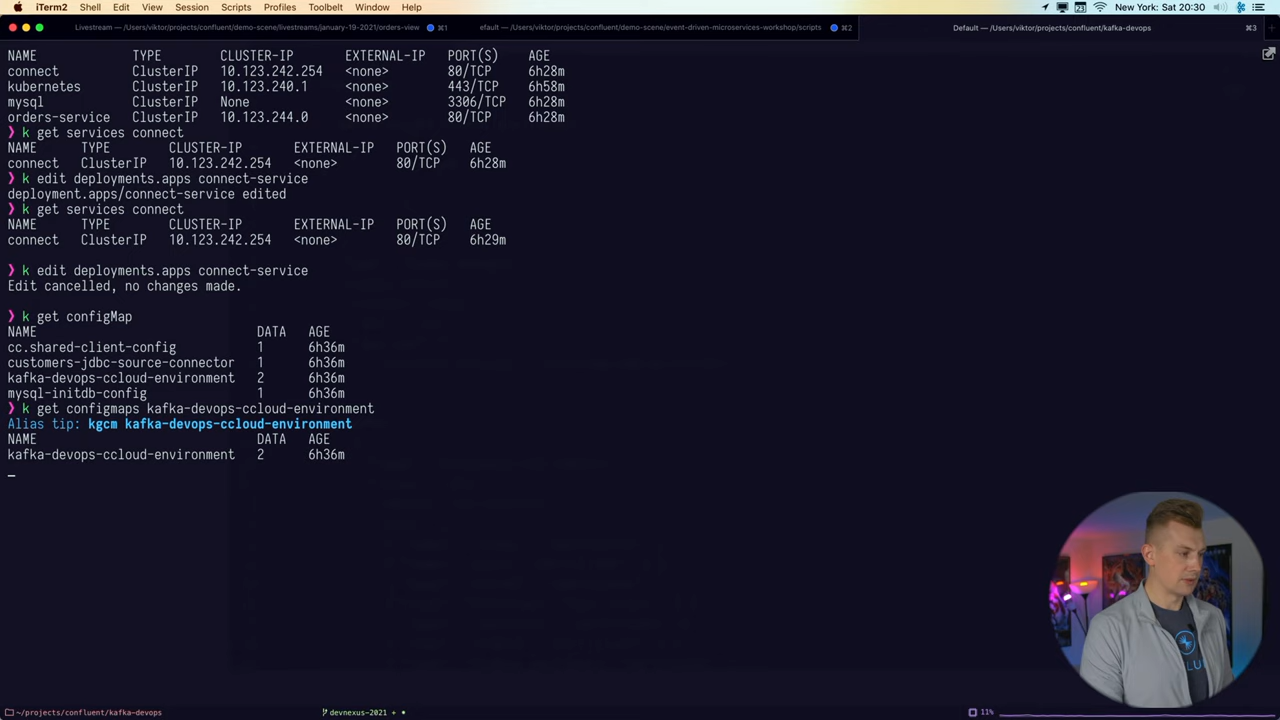 iTerm2 Shell Edit View Session Scripts Profiles Toolbelt Window Help New York: Sat 20:30
Livestream — /Users/viktor/projects/confluent/demo-scene/livestreams/january-19-2021/orders-view ⌘1 efault — /Users/viktor/projects/confluent/demo-scene/event-driven-microservices-workshop/scripts ⌘2 Default — /Users/viktor/projects/confluent/kafka-devops ⌘3
NAME TYPE CLUSTER-IP EXTERNAL-IP PORT(S) AGE
connect ClusterIP 10.123.242.254 <none> 80/TCP 6h28m
kubernetes ClusterIP 10.123.240.1 <none> 443/TCP 6h58m
mysql ClusterIP None <none> 3306/TCP 6h28m
orders-service ClusterIP 10.123.244.0 <none> 80/TCP 6h28m
❯ k get services connect
NAME TYPE CLUSTER-IP EXTERNAL-IP PORT(S) AGE
connect ClusterIP 10.123.242.254 <none> 80/TCP 6h28m
❯ k edit deployments.apps connect-service
deployment.apps/connect-service edited
❯ k get services connect
NAME TYPE CLUSTER-IP EXTERNAL-IP PORT(S) AGE
connect ClusterIP 10.123.242.254 <none> 80/TCP 6h29m
❯ k edit deployments.apps connect-service
Edit cancelled, no changes made.
❯ k get configMap
NAME DATA AGE
cc.shared-client-config 1 6h36m
customers-jdbc-source-connector 1 6h36m
kafka-devops-ccloud-environment 2 6h36m
mysql-initdb-config 1 6h36m
❯ k get configmaps kafka-devops-ccloud-environment
Alias tip: kgcm kafka-devops-ccloud-environment
NAME DATA AGE
kafka-devops-ccloud-environment 2 6h36m
~/projects/confluent/kafka-devops devnexus-2021 + • 11%